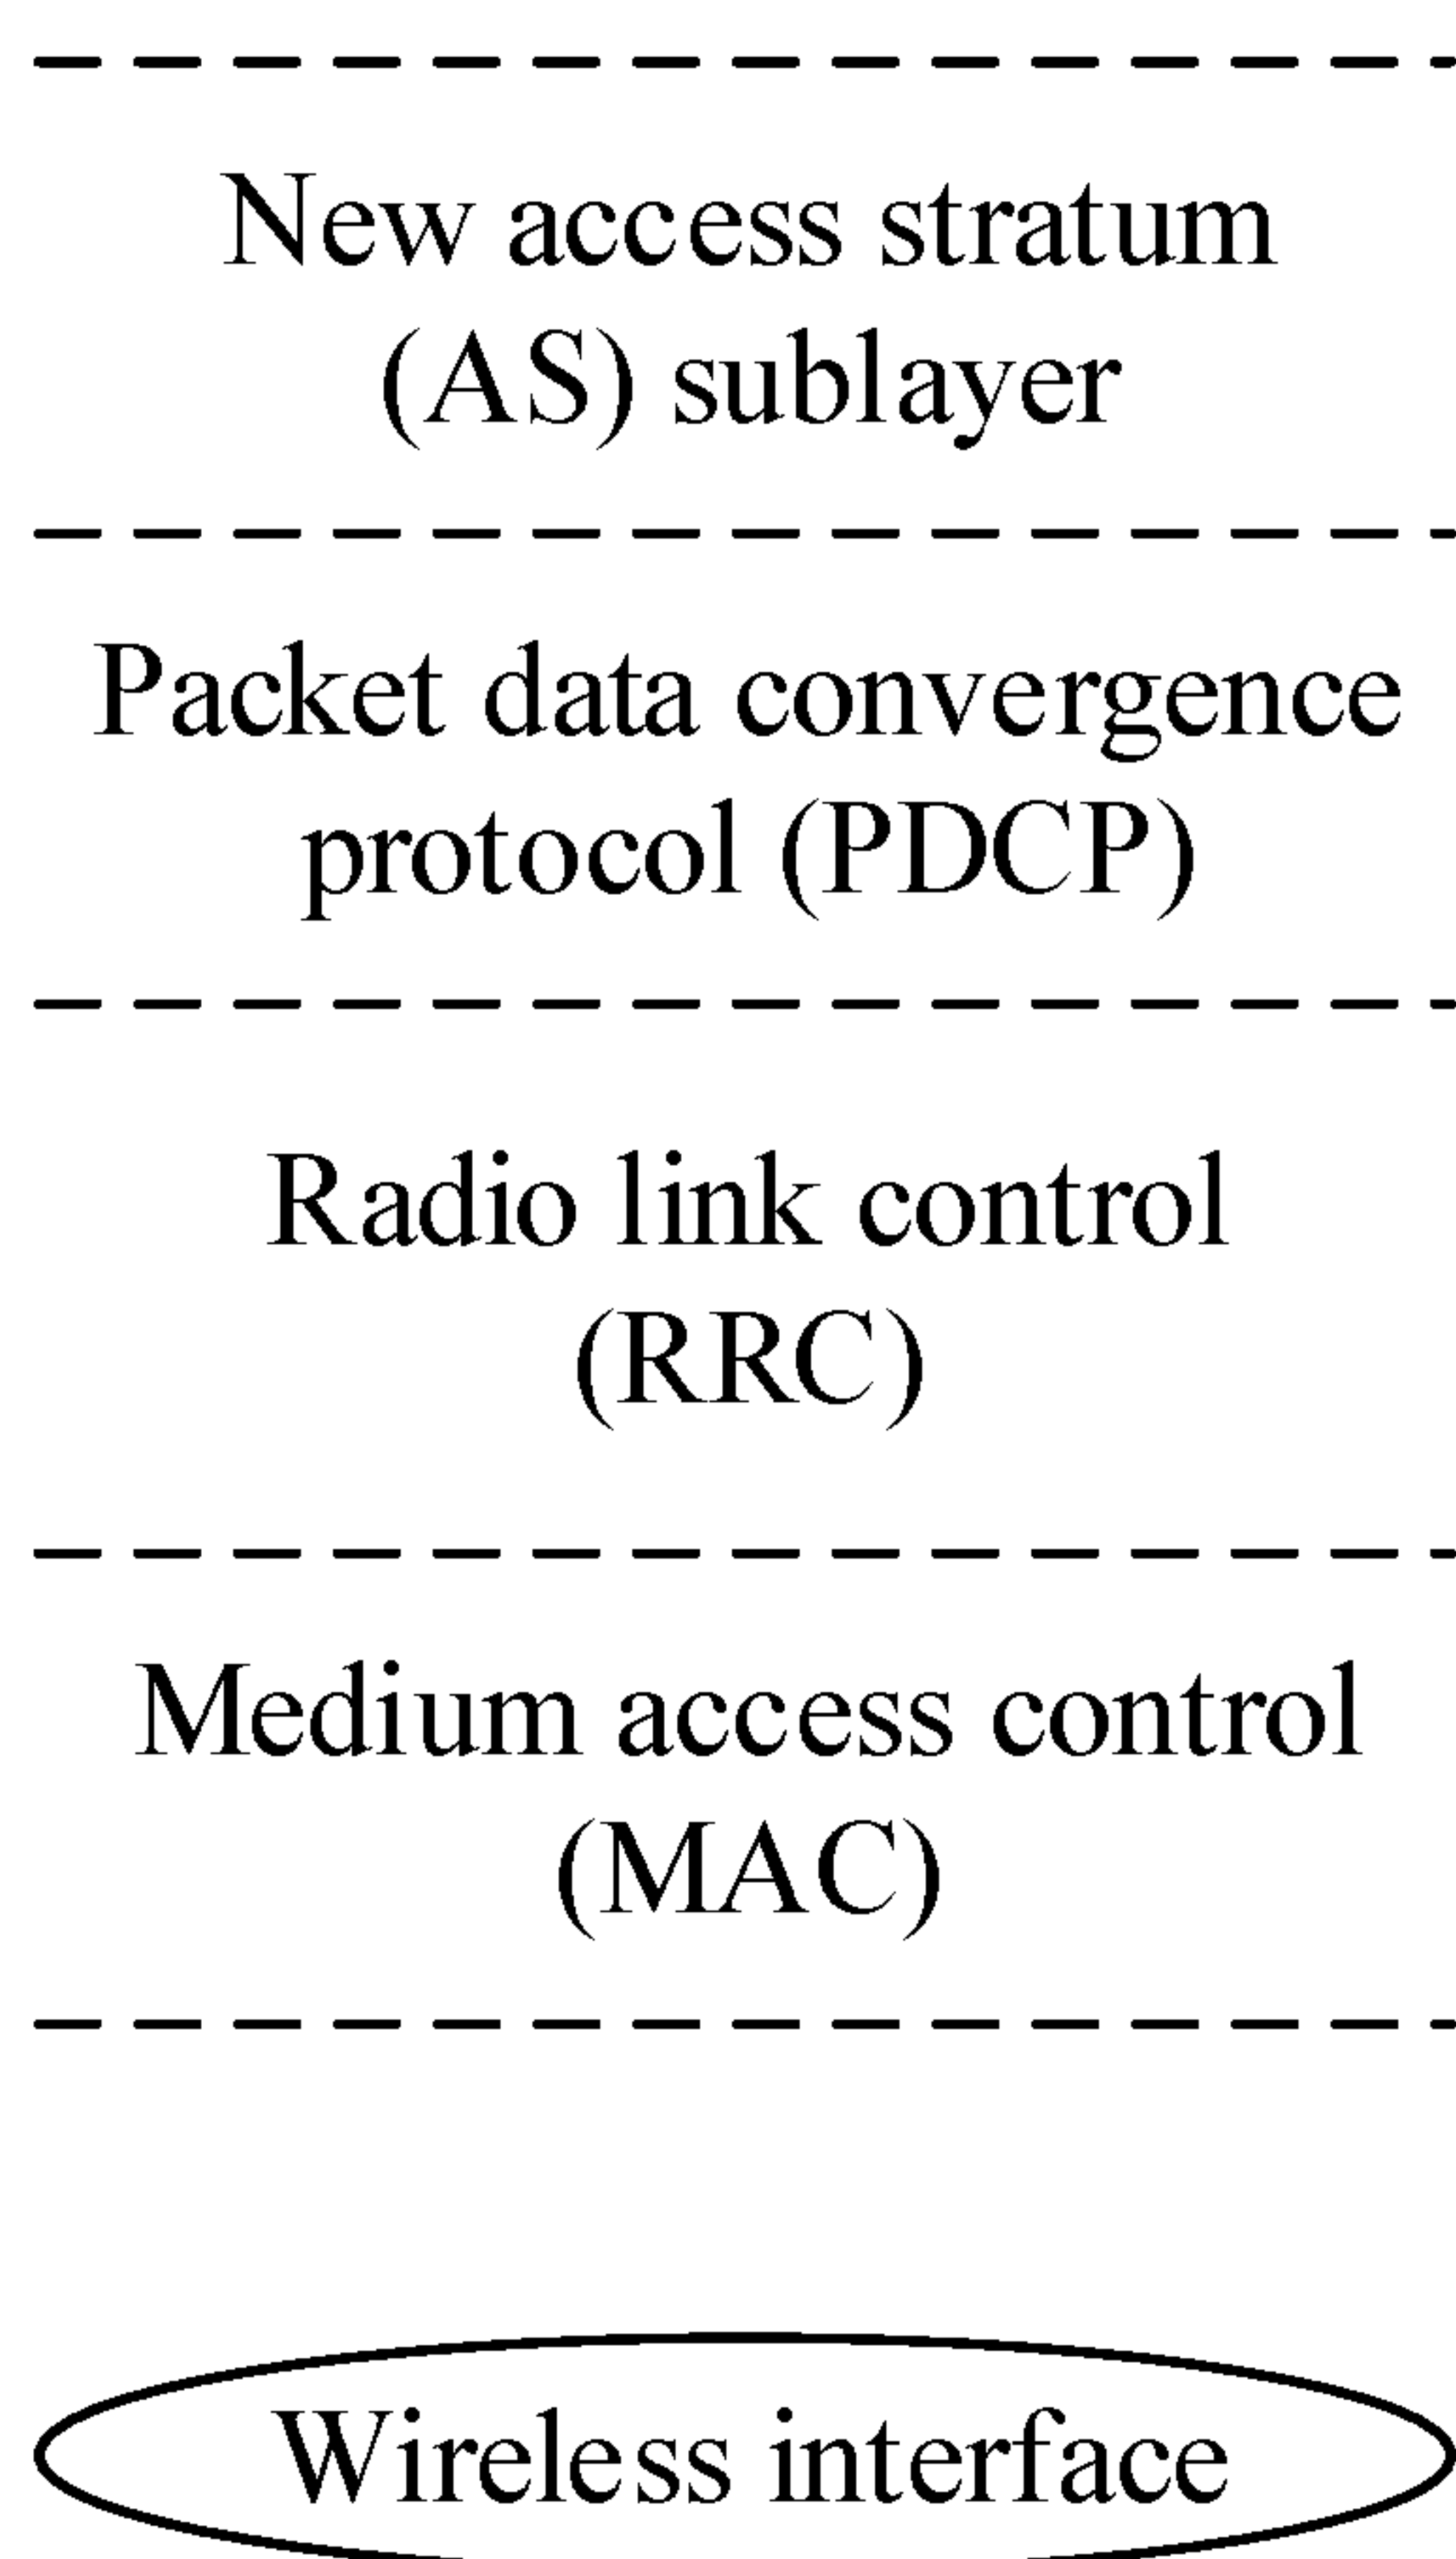 New access stratum
(AS) sublayer
Packet data convergence
protocol (PDCP)
Radio link control
(RRC)
Medium access control
(MAC)
Wireless interface